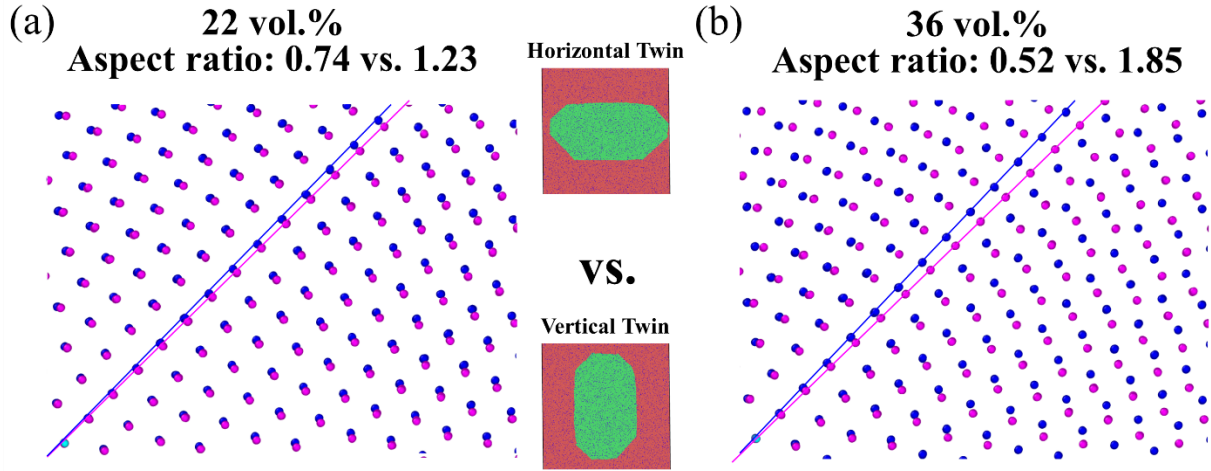 (a)
22 vol.%
Aspect ratio: 0.74 vs. 1.23
Horizontal Twin
vs.
Vertical Twin
(b)
36 vol.%
Aspect ratio: 0.52 vs. 1.85